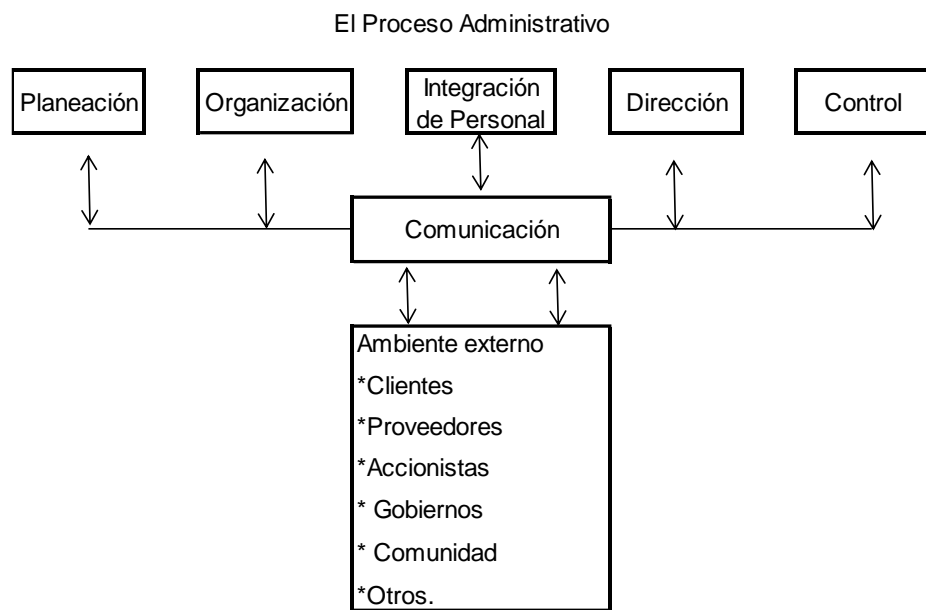 El Proceso Administrativo
Planeación
Organización
Integración
de Personal
Dirección
Control
Comunicación
Ambiente externo
*Clientes
*Proveedores
*Accionistas
* Gobiernos
* Comunidad
*Otros.